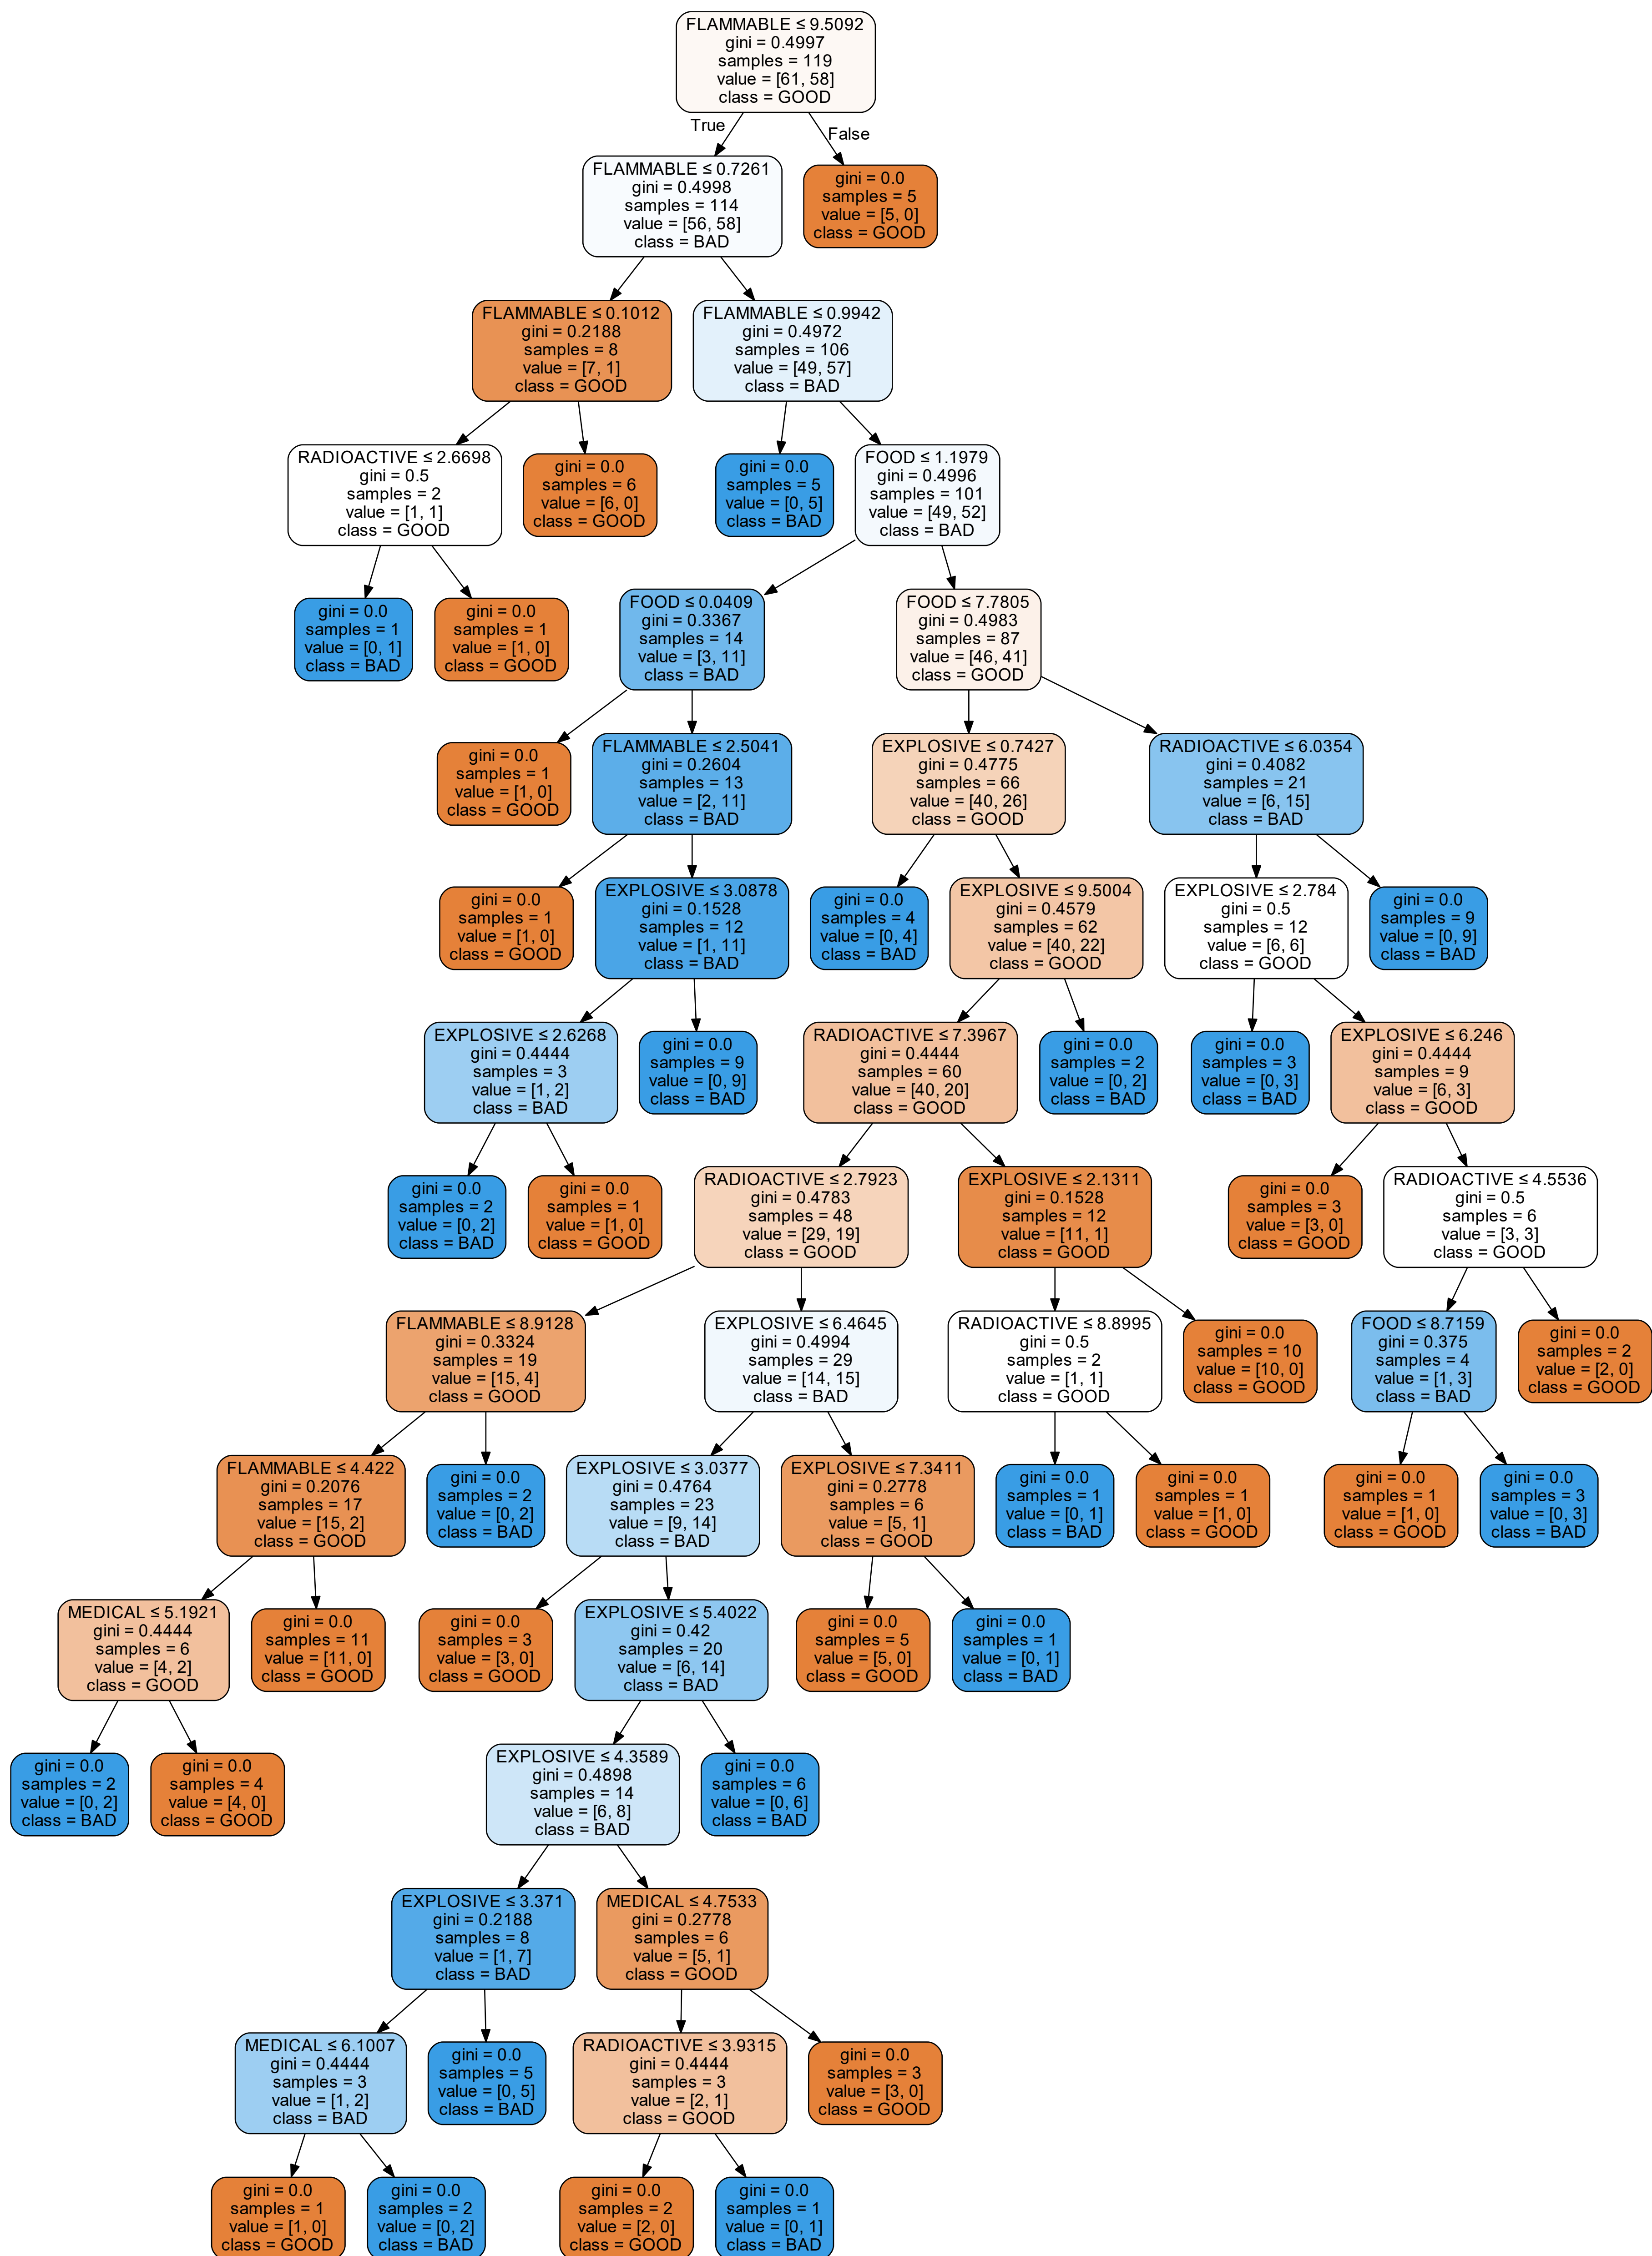 FLAMMABLE ≤ 9.5092
gini = 0.4997
samples = 119
value = [61, 58]
class = GOOD
True
False
FLAMMABLE ≤ 0.7261
gini = 0.4998
samples = 114
value = [56, 58]
class = BAD
gini = 0.0
samples = 5
value = [5, 0]
class = GOOD
FLAMMABLE ≤ 0.1012
gini = 0.2188
samples = 8
value = [7, 1]
class = GOOD
FLAMMABLE ≤ 0.9942
gini = 0.4972
samples = 106
value = [49, 57]
class = BAD
RADIOACTIVE ≤ 2.6698
gini = 0.5
samples = 2
value = [1, 1]
class = GOOD
gini = 0.0
samples = 6
value = [6, 0]
class = GOOD
gini = 0.0
samples = 5
value = [0, 5]
class = BAD
FOOD ≤ 1.1979
gini = 0.4996
samples = 101
value = [49, 52]
class = BAD
gini = 0.0
samples = 1
value = [0, 1]
class = BAD
gini = 0.0
samples = 1
value = [1, 0]
class = GOOD
FOOD ≤ 0.0409
gini = 0.3367
samples = 14
value = [3, 11]
class = BAD
FOOD ≤ 7.7805
gini = 0.4983
samples = 87
value = [46, 41]
class = GOOD
gini = 0.0
samples = 1
value = [1, 0]
class = GOOD
FLAMMABLE ≤ 2.5041
gini = 0.2604
samples = 13
value = [2, 11]
class = BAD
EXPLOSIVE ≤ 0.7427
gini = 0.4775
samples = 66
value = [40, 26]
class = GOOD
RADIOACTIVE ≤ 6.0354
gini = 0.4082
samples = 21
value = [6, 15]
class = BAD
gini = 0.0
samples = 1
value = [1, 0]
class = GOOD
EXPLOSIVE ≤ 3.0878
gini = 0.1528
samples = 12
value = [1, 11]
class = BAD
gini = 0.0
samples = 4
value = [0, 4]
class = BAD
EXPLOSIVE ≤ 9.5004
gini = 0.4579
samples = 62
value = [40, 22]
class = GOOD
EXPLOSIVE ≤ 2.784
gini = 0.5
samples = 12
value = [6, 6]
class = GOOD
gini = 0.0
samples = 9
value = [0, 9]
class = BAD
EXPLOSIVE ≤ 2.6268
gini = 0.4444
samples = 3
value = [1, 2]
class = BAD
gini = 0.0
samples = 9
value = [0, 9]
class = BAD
RADIOACTIVE ≤ 7.3967
gini = 0.4444
samples = 60
value = [40, 20]
class = GOOD
gini = 0.0
samples = 2
value = [0, 2]
class = BAD
gini = 0.0
samples = 3
value = [0, 3]
class = BAD
EXPLOSIVE ≤ 6.246
gini = 0.4444
samples = 9
value = [6, 3]
class = GOOD
gini = 0.0
samples = 2
value = [0, 2]
class = BAD
gini = 0.0
samples = 1
value = [1, 0]
class = GOOD
RADIOACTIVE ≤ 2.7923
gini = 0.4783
samples = 48
value = [29, 19]
class = GOOD
EXPLOSIVE ≤ 2.1311
gini = 0.1528
samples = 12
value = [11, 1]
class = GOOD
gini = 0.0
samples = 3
value = [3, 0]
class = GOOD
RADIOACTIVE ≤ 4.5536
gini = 0.5
samples = 6
value = [3, 3]
class = GOOD
FLAMMABLE ≤ 8.9128
gini = 0.3324
samples = 19
value = [15, 4]
class = GOOD
EXPLOSIVE ≤ 6.4645
gini = 0.4994
samples = 29
value = [14, 15]
class = BAD
RADIOACTIVE ≤ 8.8995
gini = 0.5
samples = 2
value = [1, 1]
class = GOOD
gini = 0.0
samples = 10
value = [10, 0]
class = GOOD
FOOD ≤ 8.7159
gini = 0.375
samples = 4
value = [1, 3]
class = BAD
gini = 0.0
samples = 2
value = [2, 0]
class = GOOD
FLAMMABLE ≤ 4.422
gini = 0.2076
samples = 17
value = [15, 2]
class = GOOD
gini = 0.0
samples = 2
value = [0, 2]
class = BAD
EXPLOSIVE ≤ 3.0377
gini = 0.4764
samples = 23
value = [9, 14]
class = BAD
EXPLOSIVE ≤ 7.3411
gini = 0.2778
samples = 6
value = [5, 1]
class = GOOD
gini = 0.0
samples = 1
value = [0, 1]
class = BAD
gini = 0.0
samples = 1
value = [1, 0]
class = GOOD
gini = 0.0
samples = 1
value = [1, 0]
class = GOOD
gini = 0.0
samples = 3
value = [0, 3]
class = BAD
MEDICAL ≤ 5.1921
gini = 0.4444
samples = 6
value = [4, 2]
class = GOOD
gini = 0.0
samples = 11
value = [11, 0]
class = GOOD
gini = 0.0
samples = 3
value = [3, 0]
class = GOOD
EXPLOSIVE ≤ 5.4022
gini = 0.42
samples = 20
value = [6, 14]
class = BAD
gini = 0.0
samples = 5
value = [5, 0]
class = GOOD
gini = 0.0
samples = 1
value = [0, 1]
class = BAD
gini = 0.0
samples = 2
value = [0, 2]
class = BAD
gini = 0.0
samples = 4
value = [4, 0]
class = GOOD
EXPLOSIVE ≤ 4.3589
gini = 0.4898
samples = 14
value = [6, 8]
class = BAD
gini = 0.0
samples = 6
value = [0, 6]
class = BAD
EXPLOSIVE ≤ 3.371
gini = 0.2188
samples = 8
value = [1, 7]
class = BAD
MEDICAL ≤ 4.7533
gini = 0.2778
samples = 6
value = [5, 1]
class = GOOD
MEDICAL ≤ 6.1007
gini = 0.4444
samples = 3
value = [1, 2]
class = BAD
gini = 0.0
samples = 5
value = [0, 5]
class = BAD
RADIOACTIVE ≤ 3.9315
gini = 0.4444
samples = 3
value = [2, 1]
class = GOOD
gini = 0.0
samples = 3
value = [3, 0]
class = GOOD
gini = 0.0
samples = 1
value = [1, 0]
class = GOOD
gini = 0.0
samples = 2
value = [0, 2]
class = BAD
gini = 0.0
samples = 2
value = [2, 0]
class = GOOD
gini = 0.0
samples = 1
value = [0, 1]
class = BAD